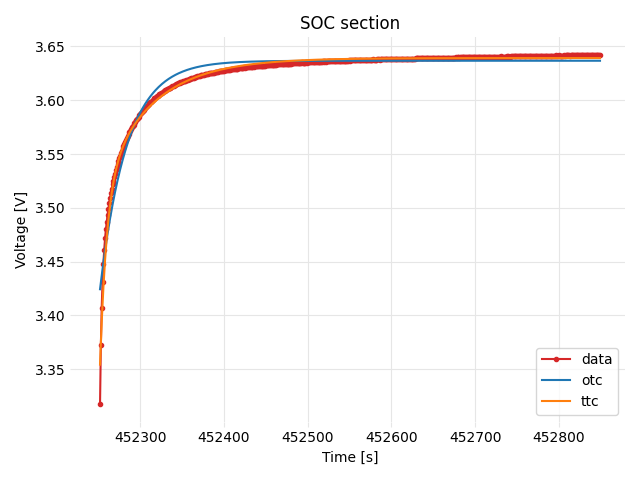 SOC section
3.65
3.60
3.55
3.50
3.45
3.40
3.35
Voltage [V]
452300 452400 452500 452600 452700 452800
Time [s]
data
otc
ttc